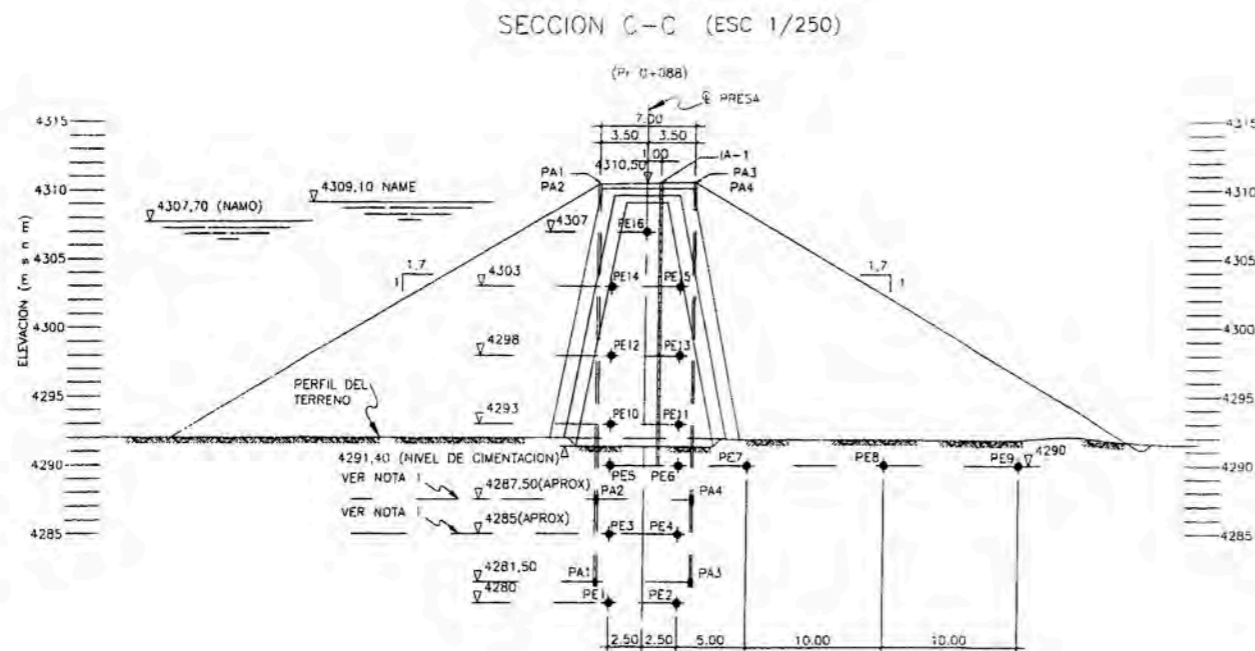 SECCION C-C (ESC 1/250)
(Pr 0+088)
℄ PRESA
7.00
3.50 3.50
1.00
IA-1
4310,50
PA1
PA2
PA3
PA4
4309,10 NAME
4307,70 (NAMO)
4307
PE16
4303
PE14
PE15
4298
PE12
PE13
4293
PE10
PE11
1,7
1
1,7
1
PERFIL DEL
TERRENO
4291,40 (NIVEL DE CIMENTACION)
VER NOTA 1
4287,50(APROX)
VER NOTA
4285(APROX)
4281,50
4280
PE5
PE6
PE7
PE8
PE9
4290
PA2
PA4
PE3
PE4
PA1
PA3
PE1
PE2
2.50 2.50 5.00 10.00 10.00
ELEVACION
4315
4310
4305
4300
4295
4290
4285
4315
4310
4305
4300
4295
4290
4285